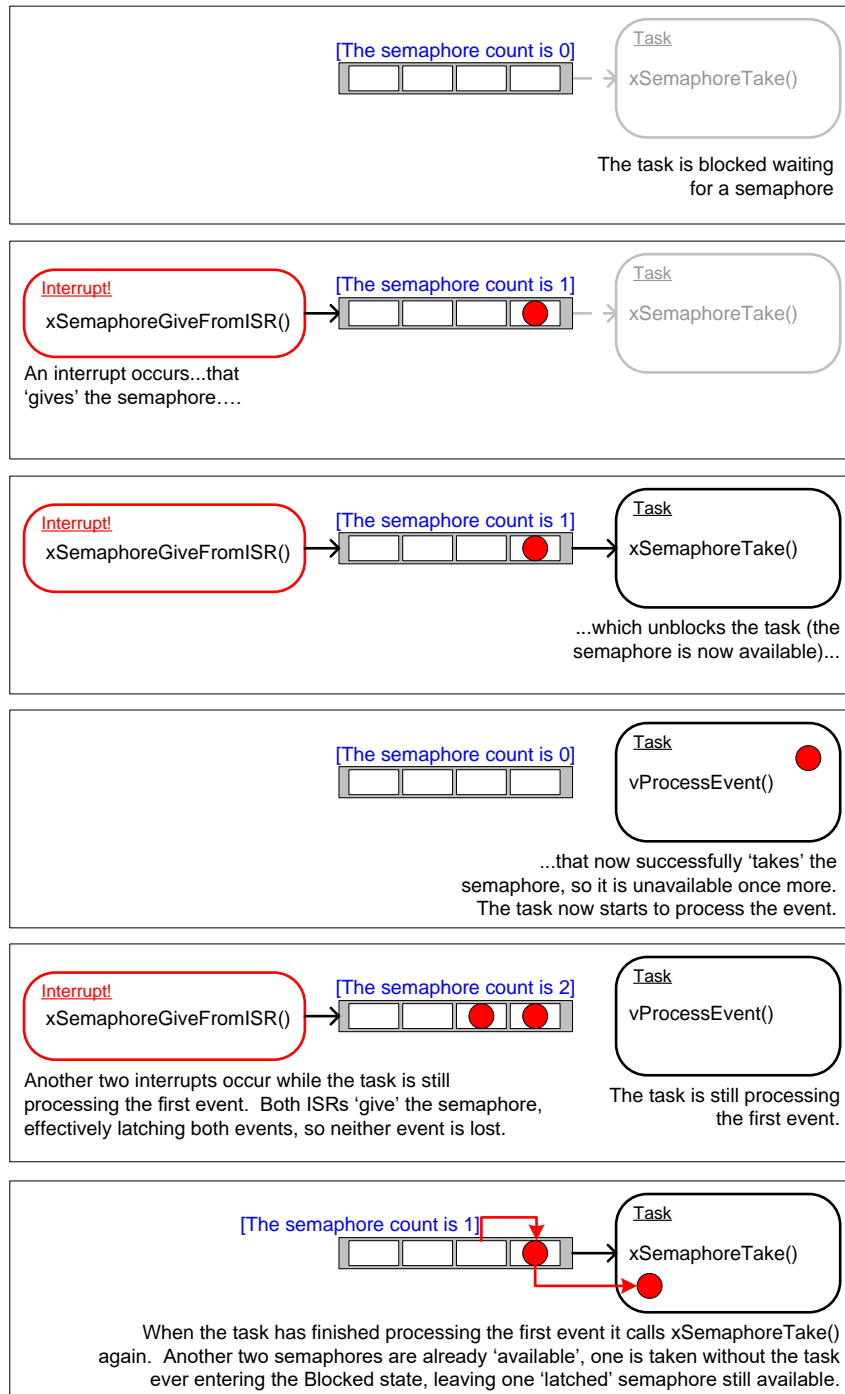 [The semaphore count is 0]
Task
xSemaphoreTake()
The task is blocked waiting
for a semaphore
Interrupt!
xSemaphoreGiveFromISR()
An interrupt occurs...that
‘gives’ the semaphore….
[The semaphore count is 1]
Task
xSemaphoreTake()
Interrupt!
xSemaphoreGiveFromISR()
[The semaphore count is 1]
Task
xSemaphoreTake()
...which unblocks the task (the
semaphore is now available)...
[The semaphore count is 0]
Task
vProcessEvent()
...that now successfully ‘takes’ the
semaphore, so it is unavailable once more.
The task now starts to process the event.
Interrupt!
xSemaphoreGiveFromISR()
[The semaphore count is 2]
Task
vProcessEvent()
Another two interrupts occur while the task is still
processing the first event.  Both ISRs ‘give’ the semaphore,
effectively latching both events, so neither event is lost.
The task is still processing
the first event.
[The semaphore count is 1]
Task
xSemaphoreTake()
When the task has finished processing the first event it calls xSemaphoreTake()
again.  Another two semaphores are already ‘available’, one is taken without the task
ever entering the Blocked state, leaving one ‘latched’ semaphore still available.